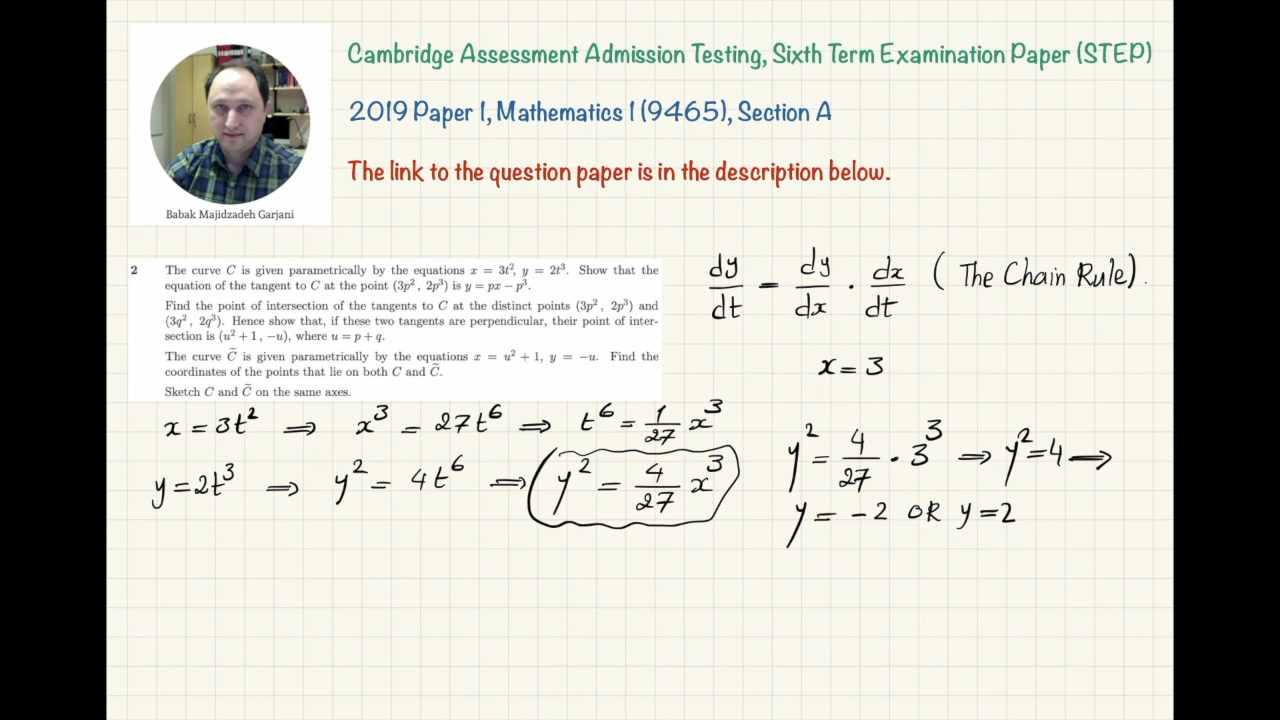 Cambridge Assessment Admission Testing, Sixth Term Examination Paper (STEP)
2019 Paper 1, Mathematics 1 (9465), Section A
The link to the question paper is in the description below.
Babak Majidzadeh Garjani
2 The curve C is given parametrically by the equations x = 3t², y = 2t³. Show that the
equation of the tangent to C at the point (3p², 2p³) is y = px − p³.
Find the point of intersection of the tangents to C at the distinct points (3p², 2p³) and
(3q², 2q³). Hence show that, if these two tangents are perpendicular, their point of inter-
section is (u² + 1, −u), where u = p + q.
The curve C̃ is given parametrically by the equations x = u² + 1, y = −u. Find the
coordinates of the points that lie on both C and C̃.
Sketch C and C̃ on the same axes.
dy/dt = dy/dx · dx/dt (The Chain Rule).
x = 3
x = 3t² ⇒ x³ = 27t⁶ ⇒ t⁶ = 1/27 x³
y = 2t³ ⇒ y² = 4t⁶ ⇒ y² = 4/27 x³
y² = 4/27 · 3³ ⇒ y² = 4 ⇒
y = −2 OR y = 2